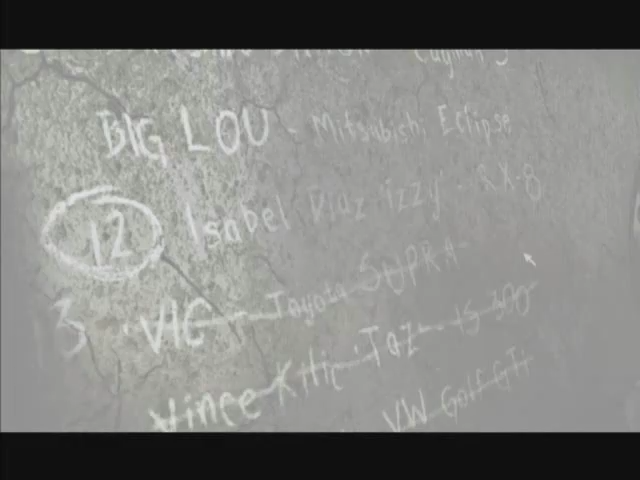 BIG LOU - Mitsubishi Eclipse
12 Isabel Diaz 'Izzy' - RX-8
3 · VIC - Toyota SUPRA
Vince Kilic 'Taz' - IS 300
VW Golf GTI